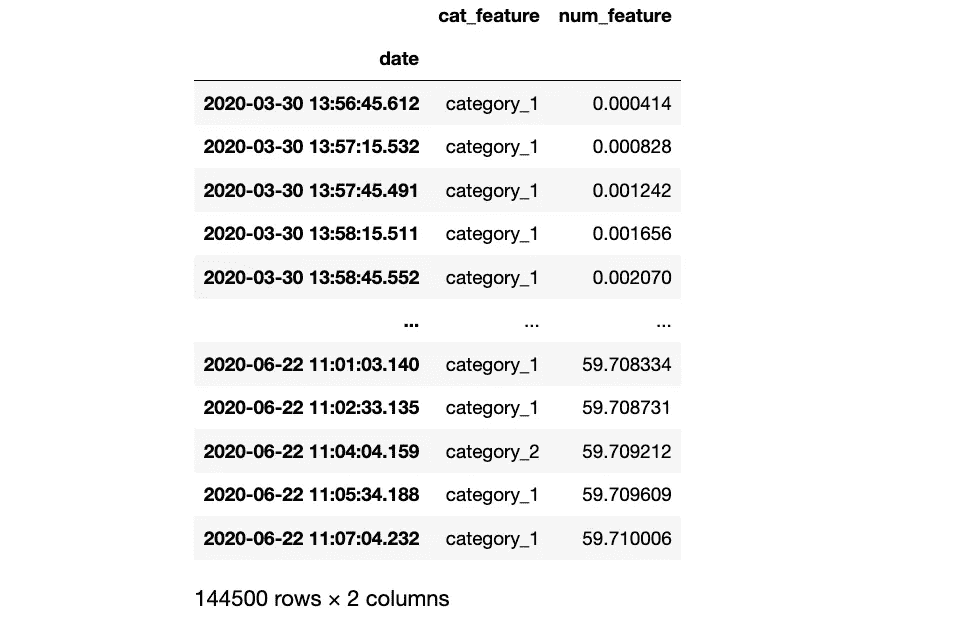 cat_feature num_feature
date
2020-03-30 13:56:45.612 category_1 0.000414
2020-03-30 13:57:15.532 category_1 0.000828
2020-03-30 13:57:45.491 category_1 0.001242
2020-03-30 13:58:15.511 category_1 0.001656
2020-03-30 13:58:45.552 category_1 0.002070
... ... ...
2020-06-22 11:01:03.140 category_1 59.708334
2020-06-22 11:02:33.135 category_1 59.708731
2020-06-22 11:04:04.159 category_2 59.709212
2020-06-22 11:05:34.188 category_1 59.709609
2020-06-22 11:07:04.232 category_1 59.710006
144500 rows × 2 columns